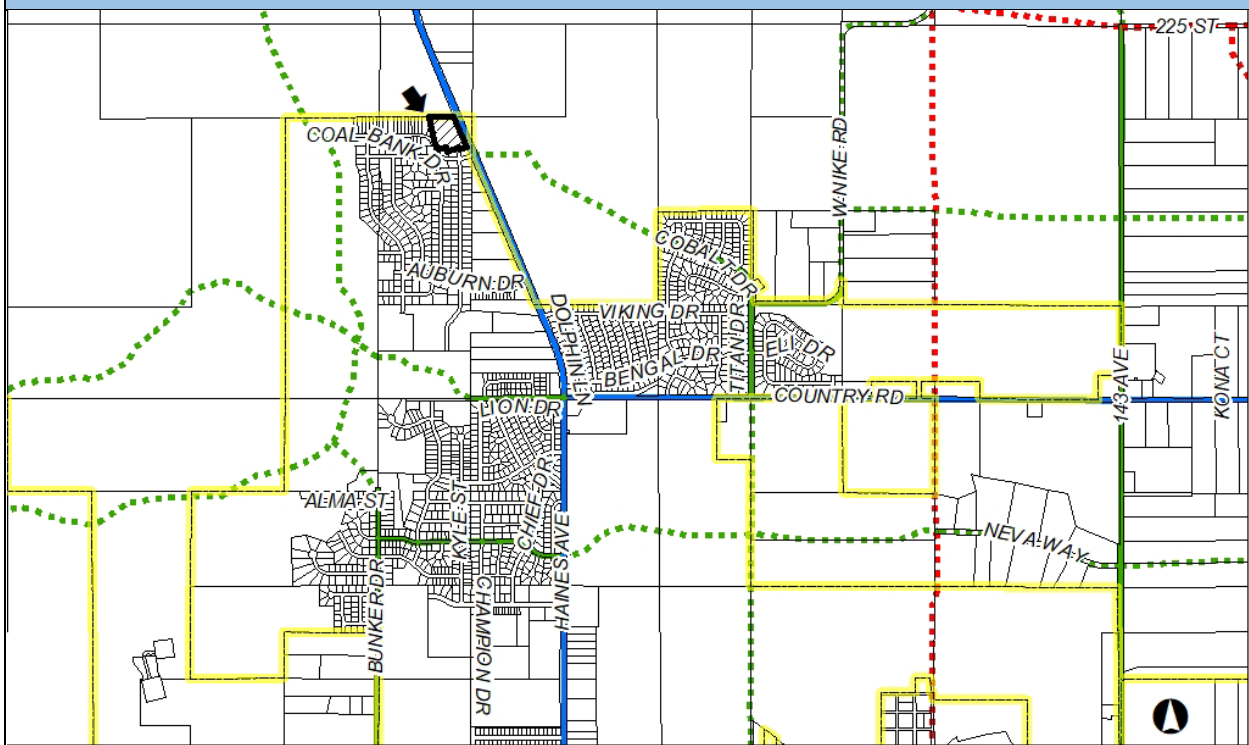 225 ST
COAL BANK DR
W NIKE RD
COBALT DR
AUBURN DR
DOLPHIN LN
VIKING DR
TITAN DR
ELI DR
BENGAL DR
143 AVE
KONA CT
COUNTRY RD
LION DR
ALMA ST
KYLE ST
CHIEF DR
HAINES AVE
NEVA WAY
BUNKER DR
CHAMPION DR